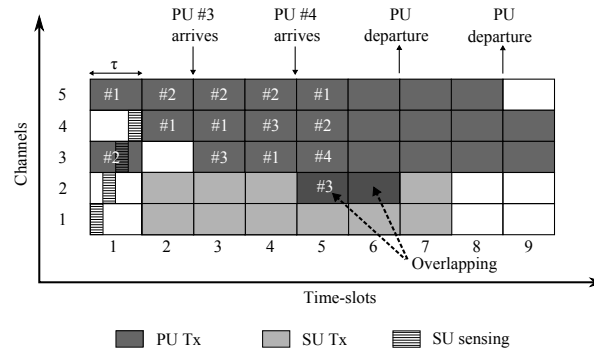 PU #3 PU #4 PU PU
arrives arrives departure departure
τ
5 #1 #2 #2 #2 #1
4 #1 #1 #3 #2
3 #2 #3 #1 #4
2 #3
1
1 2 3 4 5 6 7 8 9
Channels
Overlapping
Time-slots
PU Tx SU Tx SU sensing